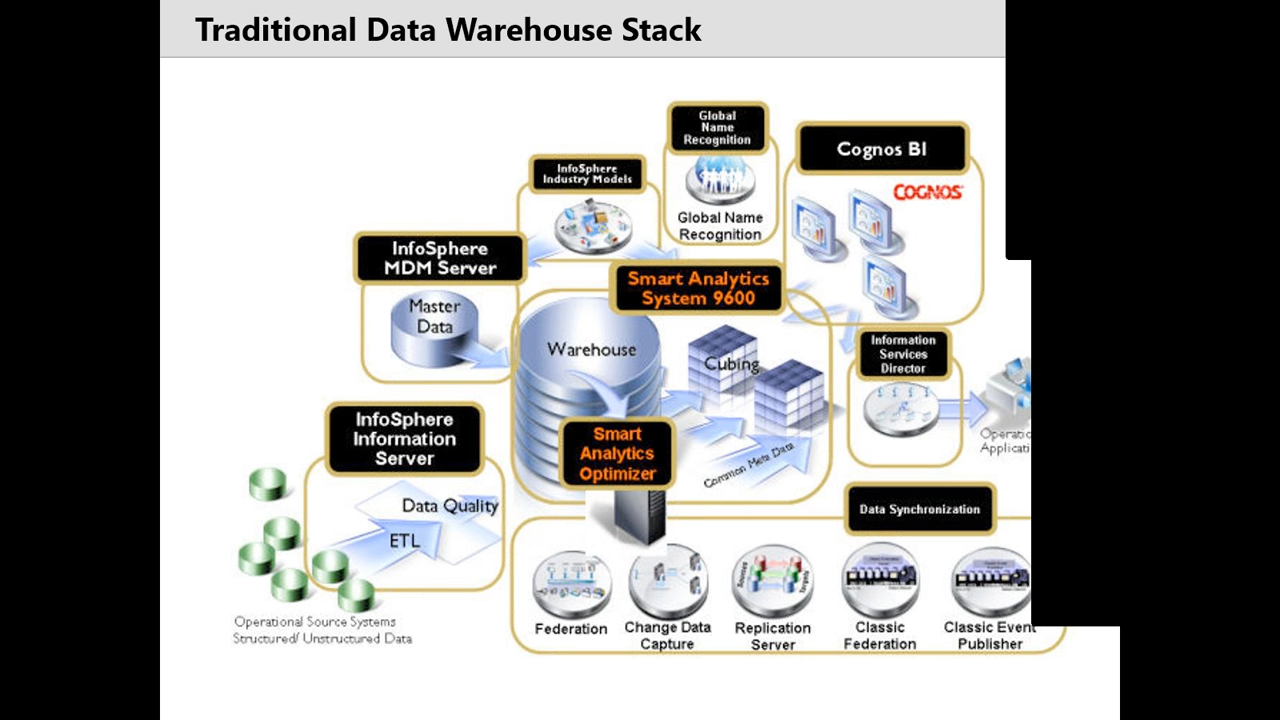 Traditional Data Warehouse Stack
Global
Name
Recognition
Global Name
Recognition
Cognos BI
COGNOS
InfoSphere
Industry Models
InfoSphere
MDM Server
Master
Data
Smart Analytics
System 9600
Warehouse
Cubing
Information
Services
Director
InfoSphere
Information
Server
Smart
Analytics
Optimizer
Common Meta Data
Data Quality
ETL
Data Synchronization
Operational Source Systems
Structured/ Unstructured Data
Federation
Change Data
Capture
Replication
Server
Sources
Targets
Classic
Federation
Classic Event
Publisher